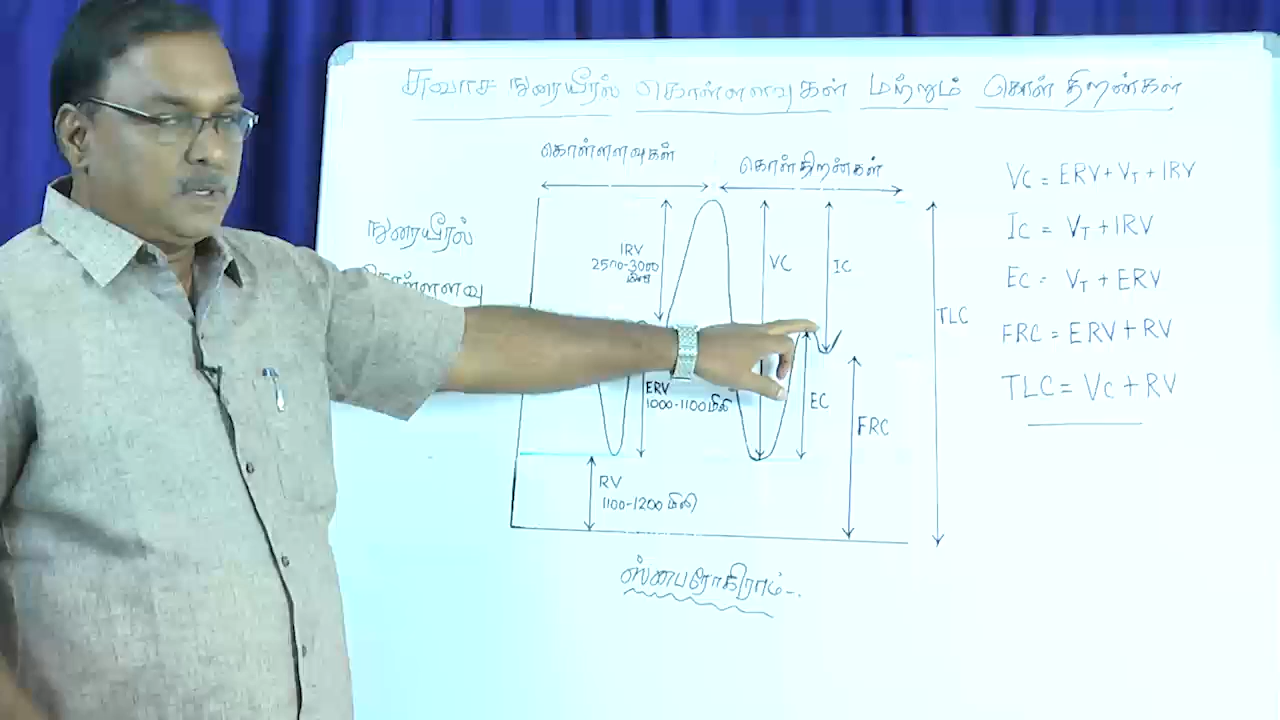 சுவாச நுரையீரல் கொள்ளளவுகள் மற்றும் கொள் திறன்கள்
கொள்ளளவுகள்
கொள்திறன்கள்
நுரையீரல்
கொள்ளளவு
IRV
2500-3000
மிலி
VC
IC
TLC
ERV
1000-1100 மிலி
EC
FRC
RV
1100-1200 மிலி
ஸ்பைரோகிராம்-.
VC = ERV + VT + IRV
IC = VT + IRV
EC = VT + ERV
FRC = ERV + RV
TLC = VC + RV